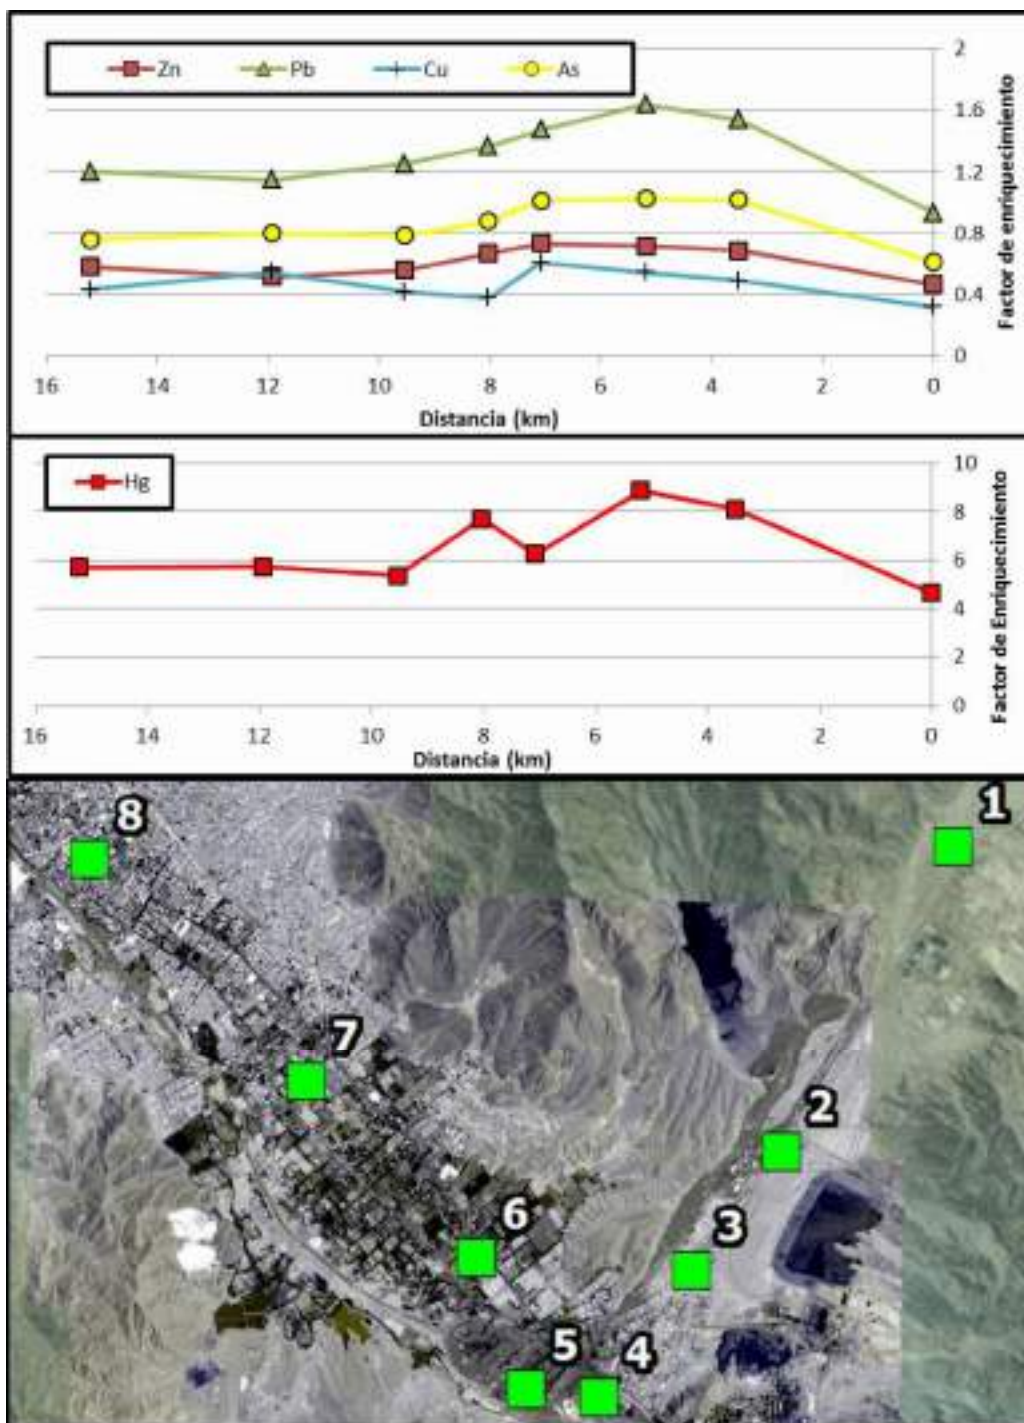 Zn Pb Cu As
2
1.6
1.2
0.8
0.4
0
Factor de enriquecimiento
16 14 12 10 8 6 4 2 0
Distancia (km)
Hg
10
8
6
4
2
0
Factor de Enriquecimiento
16 14 12 10 8 6 4 2 0
Distancia (km)
8
1
7
2
6
3
5
4